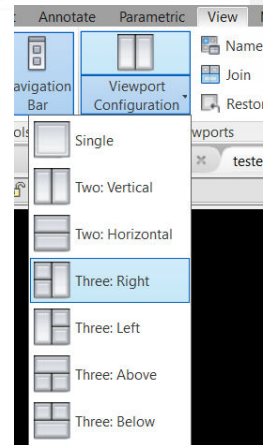 Annotate Parametric View
Navigation Bar
Viewport Configuration
Name
Join
Restor
ols
wports
teste
Single
Two: Vertical
Two: Horizontal
Three: Right
Three: Left
Three: Above
Three: Below